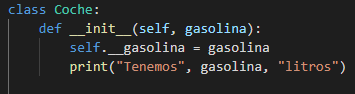 class Coche:
    def __init__(self, gasolina):
        self.__gasolina = gasolina
        print("Tenemos", gasolina, "litros")